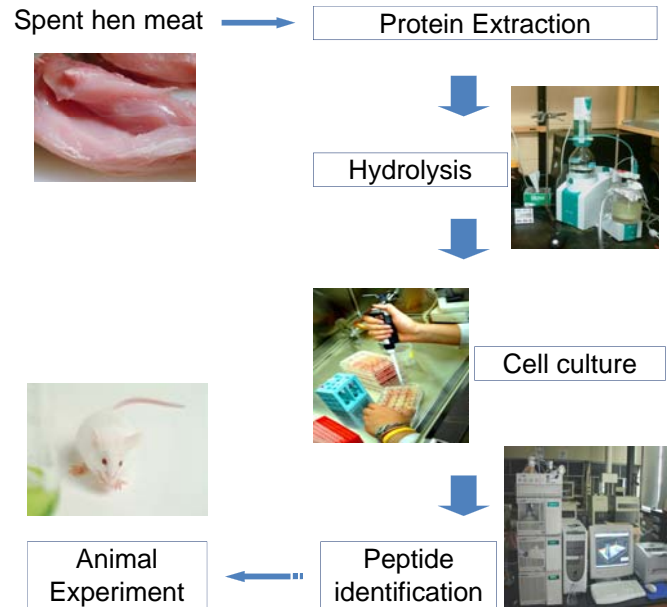 Spent hen meat
Protein Extraction
Hydrolysis
Cell culture
Peptide
identification
Animal
Experiment